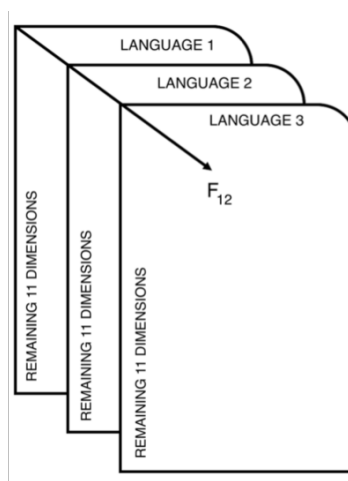 LANGUAGE 1
LANGUAGE 2
LANGUAGE 3
F12
REMAINING 11 DIMENSIONS
REMAINING 11 DIMENSIONS
REMAINING 11 DIMENSIONS